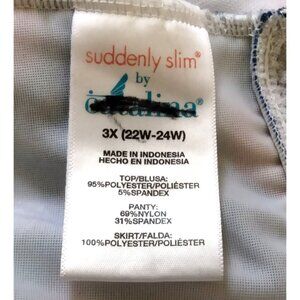 suddenly slim®
by
catalina®
3X (22W-24W)
MADE IN INDONESIA
HECHO EN INDONESIA
TOP/BLUSA:
95%POLYESTER/POLIÉSTER
5%SPANDEX
PANTY:
69%NYLON
31%SPANDEX
SKIRT/FALDA:
100%POLYESTER/POLIÉSTER